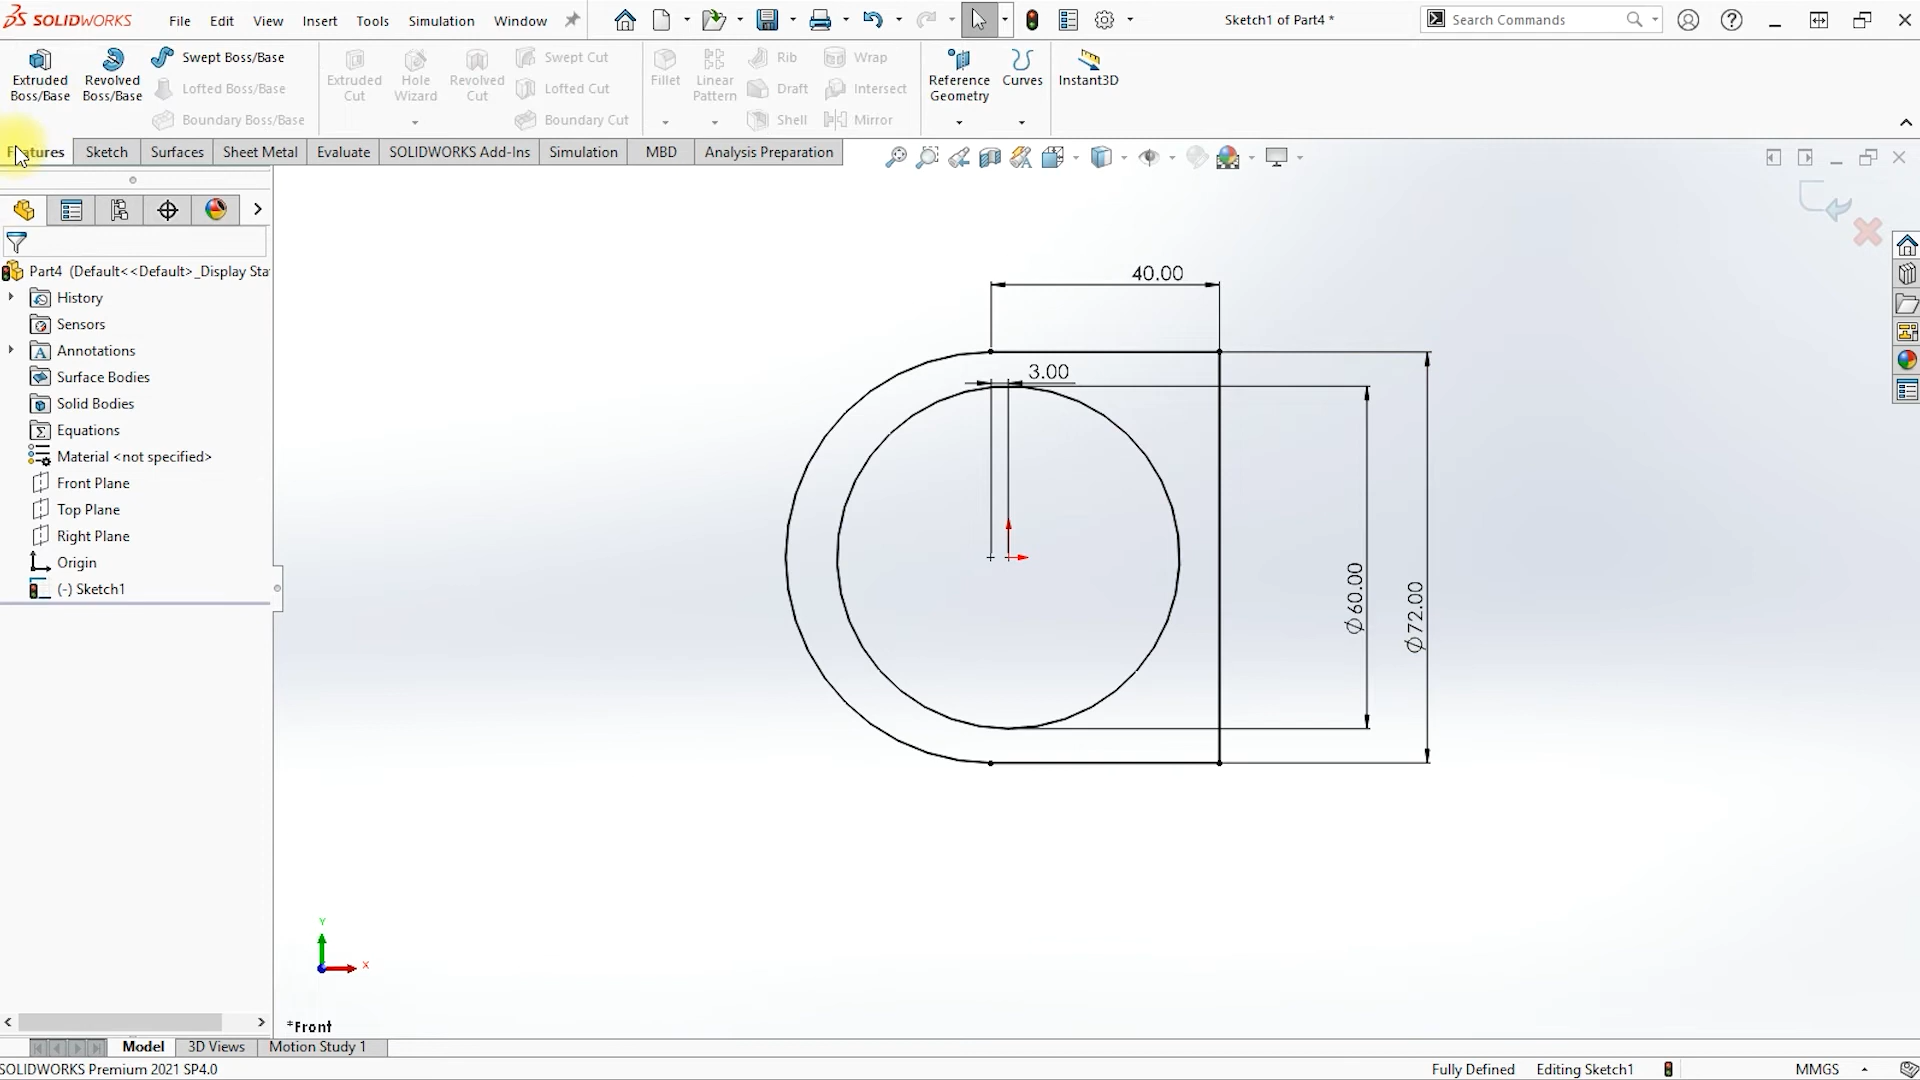 SOLIDWORKS File Edit View Insert Tools Simulation Window Sketch1 of Part4 * Search Commands
Extruded Boss/Base
Revolved Boss/Base
Swept Boss/Base
Lofted Boss/Base
Boundary Boss/Base
Extruded Cut
Hole Wizard
Revolved Cut
Swept Cut
Lofted Cut
Boundary Cut
Fillet
Linear Pattern
Rib
Draft
Shell
Wrap
Intersect
Mirror
Reference Geometry
Curves
Instant3D
Features Sketch Surfaces Sheet Metal Evaluate SOLIDWORKS Add-Ins Simulation MBD Analysis Preparation
Part4 (Default<<Default>_Display Sta
History
Sensors
Annotations
Surface Bodies
Solid Bodies
Equations
Material <not specified>
Front Plane
Top Plane
Right Plane
Origin
(-) Sketch1
40.00
3.00
∅60.00
∅72.00
Y
X
*Front
Model 3D Views Motion Study 1
SOLIDWORKS Premium 2021 SP4.0 Fully Defined Editing Sketch1 MMGS